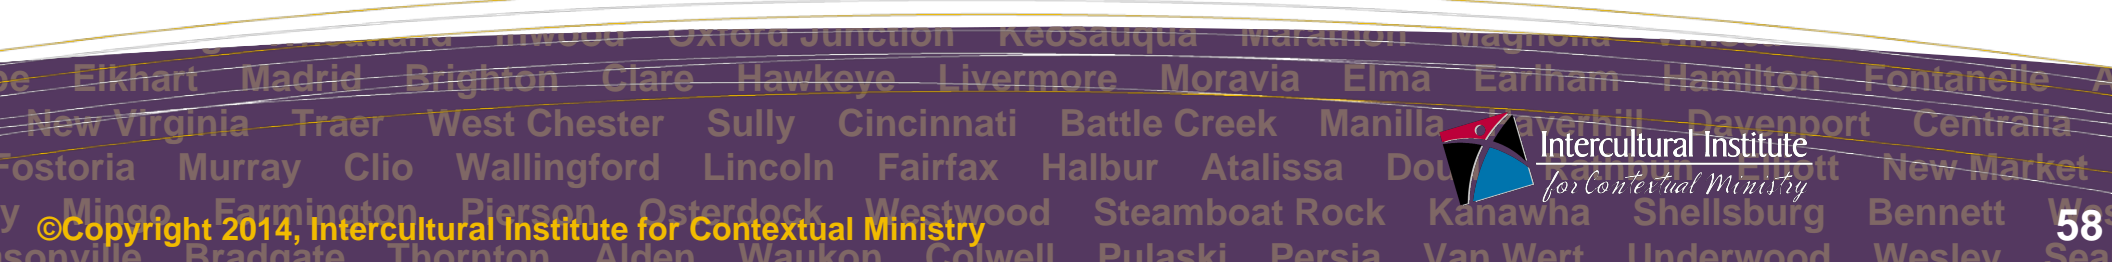 Inwood Oxford Junction Keosauqua Marathon Magnolia
Elkhart Madrid Brighton Clare Hawkeye Livermore Moravia Elma Earlham Hamilton Fontanelle
New Virginia Traer West Chester Sully Cincinnati Battle Creek Manilla Davenport Centralia
Intercultural Institute
Fostoria Murray Clio Wallingford Lincoln Fairfax Halbur Atalissa New Market
for Contextual Ministry
Mingo Farmington Pierson Osterdock Westwood Steamboat Rock Kanawha Shellsburg Bennett
©Copyright 2014, Intercultural Institute for Contextual Ministry
58
Bradgate Thornton Alden Waukon Colwell Pulaski Persia Van Wert Underwood Wesley